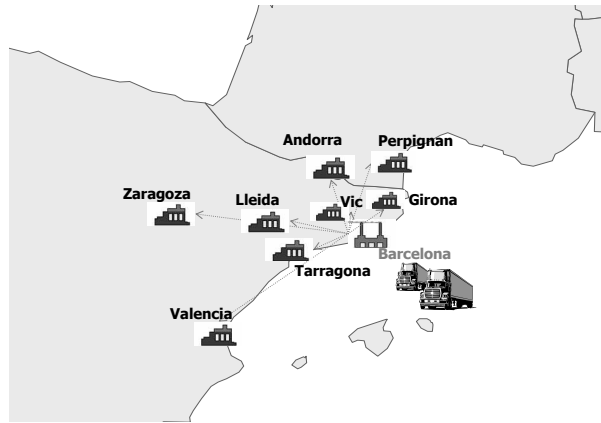 Andorra
Perpignan
Zaragoza
Lleida
Vic
Girona
Barcelona
Tarragona
Valencia